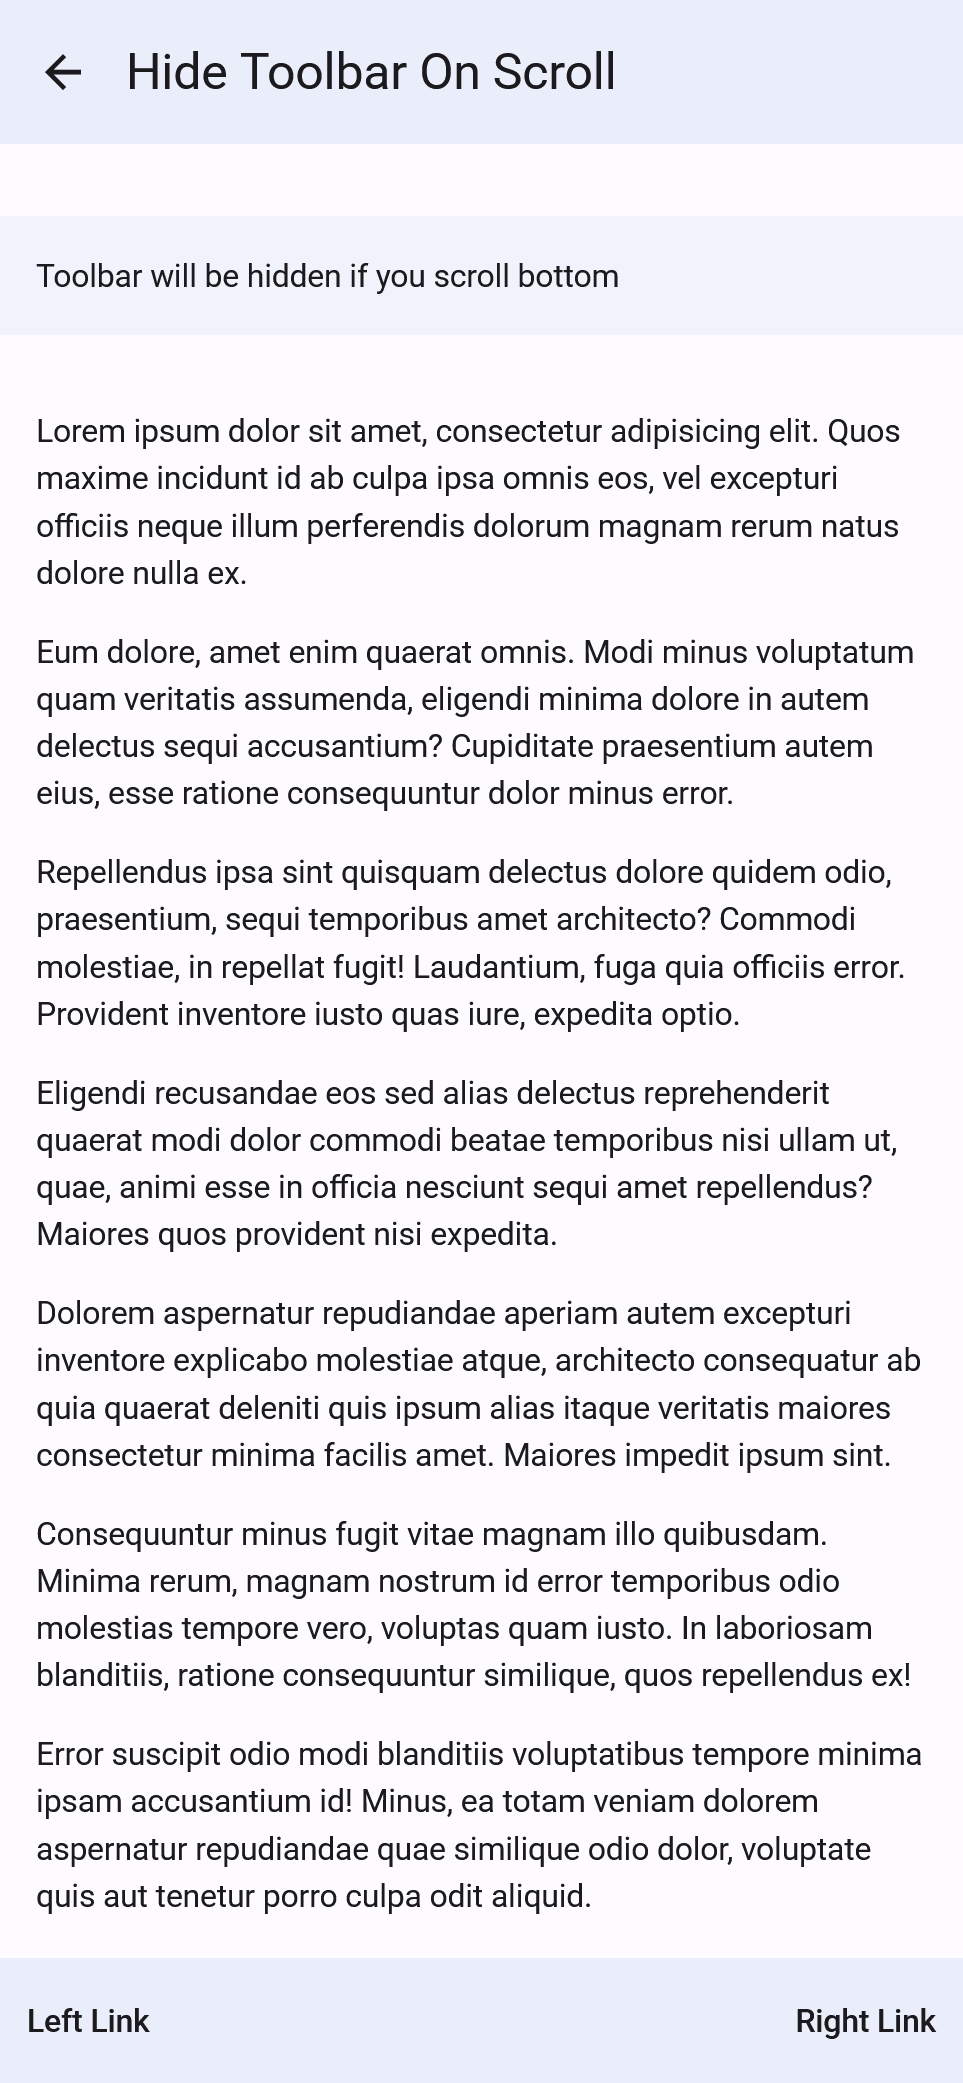 Hide Toolbar On Scroll
Toolbar will be hidden if you scroll bottom
Lorem ipsum dolor sit amet, consectetur adipisicing elit. Quos
maxime incidunt id ab culpa ipsa omnis eos, vel excepturi
officiis neque illum perferendis dolorum magnam rerum natus
dolore nulla ex.
Eum dolore, amet enim quaerat omnis. Modi minus voluptatum
quam veritatis assumenda, eligendi minima dolore in autem
delectus sequi accusantium? Cupiditate praesentium autem
eius, esse ratione consequuntur dolor minus error.
Repellendus ipsa sint quisquam delectus dolore quidem odio,
praesentium, sequi temporibus amet architecto? Commodi
molestiae, in repellat fugit! Laudantium, fuga quia officiis error.
Provident inventore iusto quas iure, expedita optio.
Eligendi recusandae eos sed alias delectus reprehenderit
quaerat modi dolor commodi beatae temporibus nisi ullam ut,
quae, animi esse in officia nesciunt sequi amet repellendus?
Maiores quos provident nisi expedita.
Dolorem aspernatur repudiandae aperiam autem excepturi
inventore explicabo molestiae atque, architecto consequatur ab
quia quaerat deleniti quis ipsum alias itaque veritatis maiores
consectetur minima facilis amet. Maiores impedit ipsum sint.
Consequuntur minus fugit vitae magnam illo quibusdam.
Minima rerum, magnam nostrum id error temporibus odio
molestias tempore vero, voluptas quam iusto. In laboriosam
blanditiis, ratione consequuntur similique, quos repellendus ex!
Error suscipit odio modi blanditiis voluptatibus tempore minima
ipsam accusantium id! Minus, ea totam veniam dolorem
aspernatur repudiandae quae similique odio dolor, voluptate
quis aut tenetur porro culpa odit aliquid.
Left Link
Right Link